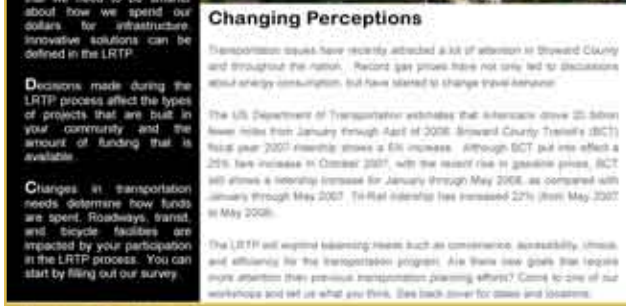 about how we spend our
dollars for infrastructure.
Innovative solutions can be
defined in the LRTP.
Decisions made during the
LRTP process affect the types
of projects that are built in
your community and the
amount of funding that is
available.
Changes in transportation
needs determine how funds
are spent. Roadways, transit,
and bicycle facilities are
impacted by your participation
in the LRTP process. You can
start by filling out our survey.
Changing Perceptions
Transportation issues have recently attracted a lot of attention in Broward County
and throughout the nation. Record gas prices have not only led to discussions
about energy consumption, but have started to change travel behavior.
The US Department of Transportation estimates that Americans drove 20 billion
fewer miles from January through April of 2008. Broward County Transit's (BCT)
fiscal year 2007 ridership shows a 6% increase. Although BCT put into effect a
25% fare increase in October 2007, with the recent rise in gasoline prices, BCT
still shows a ridership increase for January through May 2008, as compared with
January through May 2007. Tri-Rail ridership has increased 22% (from May 2007
to May 2008).
The LRTP will explore balancing needs such as convenience, accessibility, choice,
and efficiency for the transportation program. Are there new goals that require
more attention than previous transportation planning efforts? Come to one of our
workshops and tell us what you think. See back cover for dates and locations.